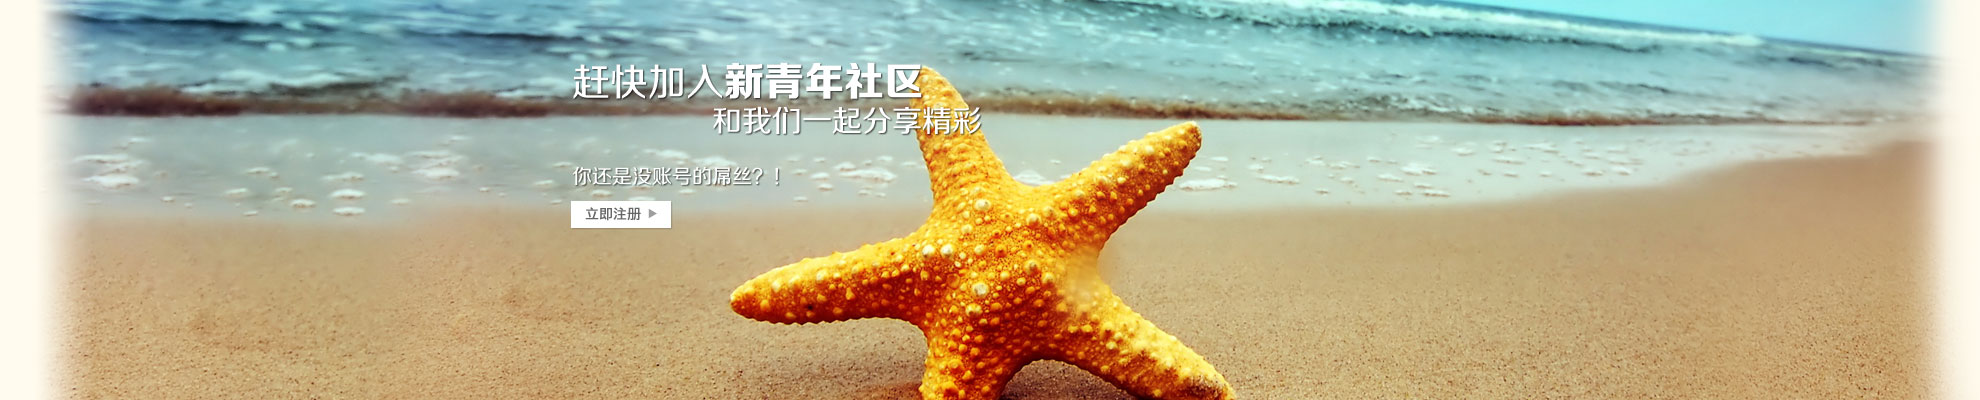 赶快加入新青年社区
和我们一起分享精彩
你还是没账号的屌丝？！
立即注册